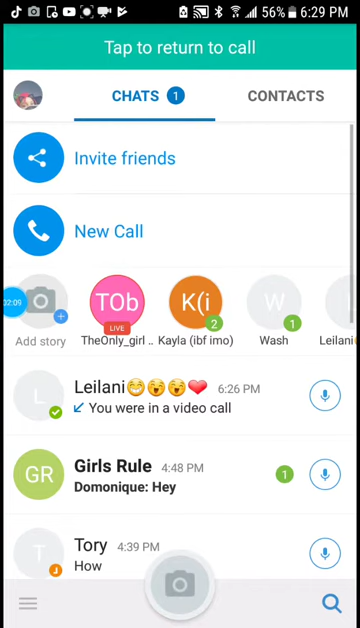 56% 6:29 PM
Tap to return to call
CHATS 1
CONTACTS
Invite friends
New Call
02:09
TOb
LIVE
K(i
2
W
1
Add story
TheOnly_girl ..
Kayla (ibf imo)
Wash
Leilani
L
Leilani😁😲😲❤️ 6:26 PM
You were in a video call
GR
Girls Rule 4:48 PM
1
Domonique: Hey
T
Tory 4:39 PM
How